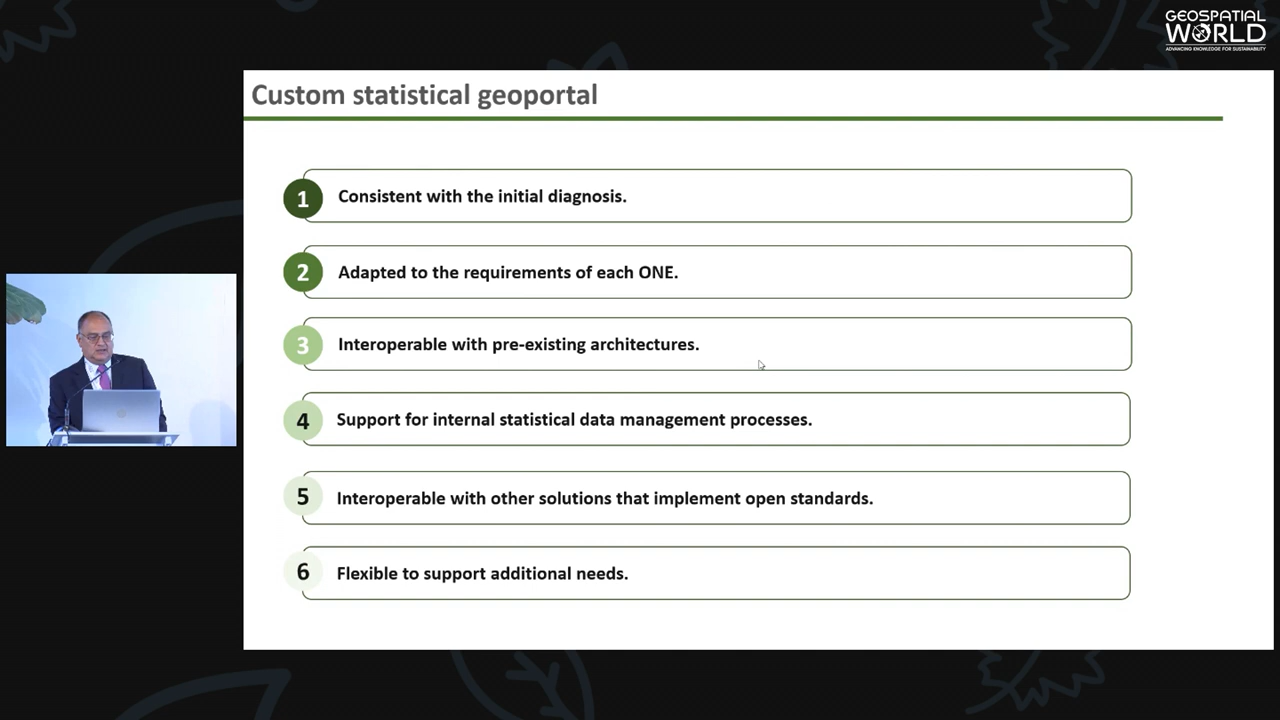 GEOSPATIAL
WORLD
ADVANCING KNOWLEDGE FOR SUSTAINABILITY
Custom statistical geoportal
1 Consistent with the initial diagnosis.
2 Adapted to the requirements of each ONE.
3 Interoperable with pre-existing architectures.
4 Support for internal statistical data management processes.
5 Interoperable with other solutions that implement open standards.
6 Flexible to support additional needs.